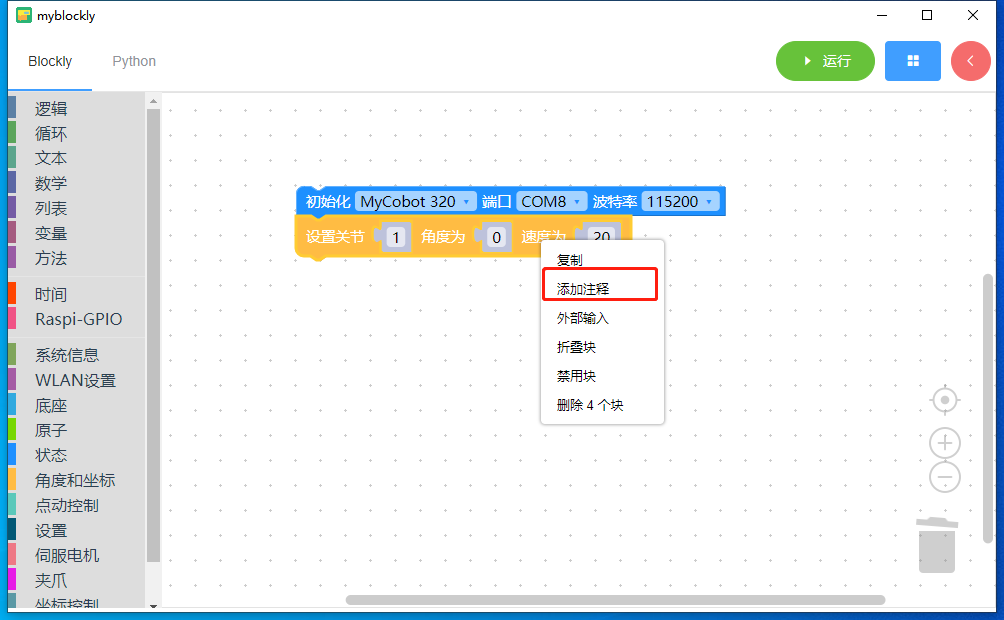 myblockly
Blockly Python
运行
逻辑
循环
文本
数学
列表
变量
方法
时间
Raspi-GPIO
系统信息
WLAN设置
底座
原子
状态
角度和坐标
点动控制
设置
伺服电机
夹爪
坐标控制
初始化 MyCobot 320 端口 COM8 波特率 115200
设置关节 1 角度为 0 速度为 20
复制
添加注释
外部输入
折叠块
禁用块
删除 4 个块